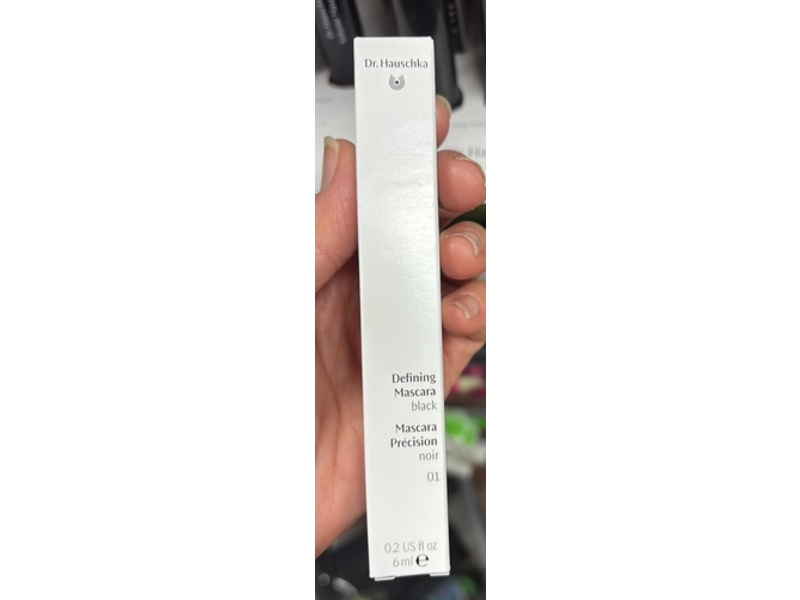 Dr. Hauschka
Defining
Mascara
black
Mascara
Précision
noir
01
0.2 US fl oz
6 ml e